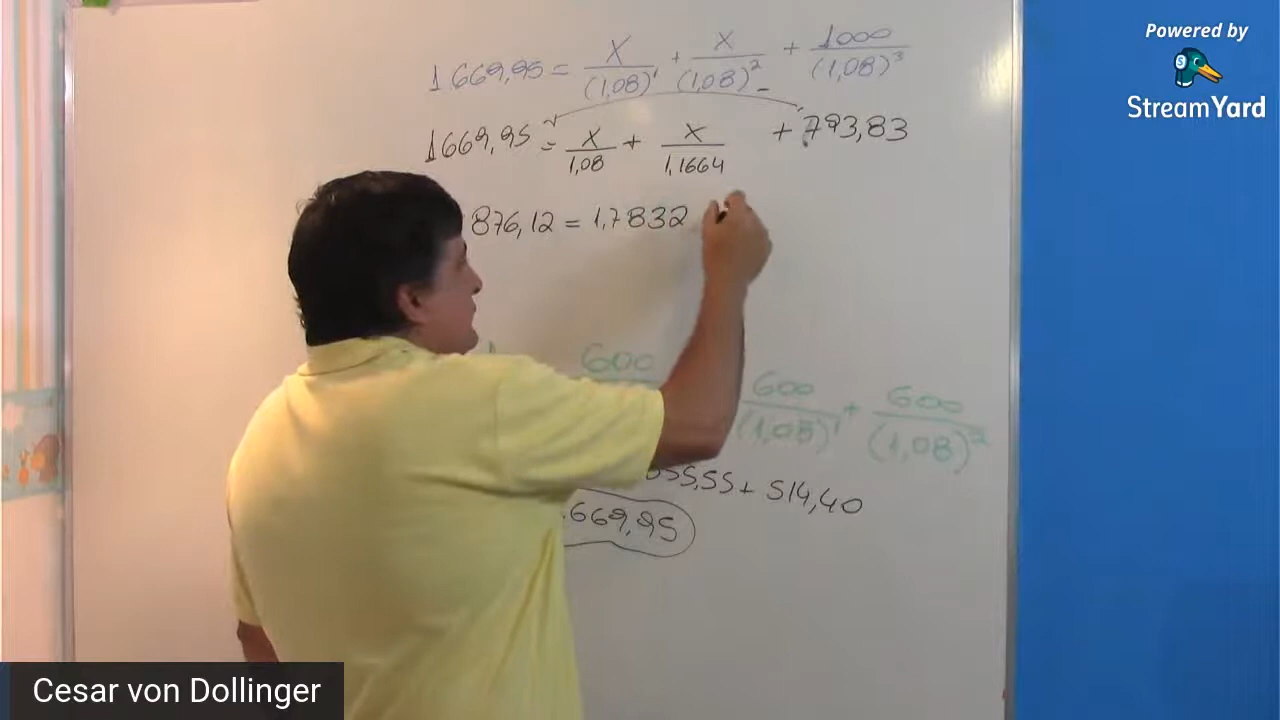 Powered by
StreamYard
1.669,95 = X/(1,08)¹ + X/(1,08)² + 1000/(1,08)³
1669,95 = X/1,08 + X/1,1664 + 793,83
876,12 = 1,7832
600 600/(1,08)¹ + 600/(1,08)²
555,55 + 514,40
.669,95
Cesar von Dollinger